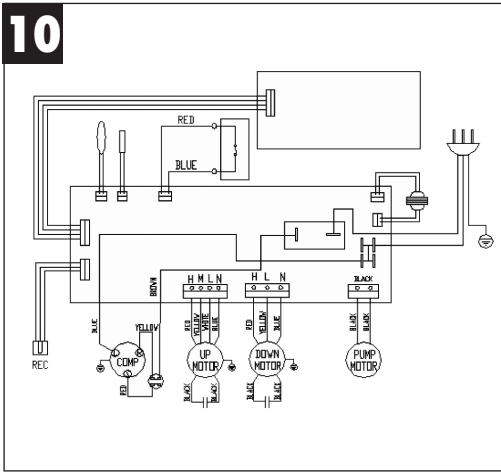 10
RED
BLUE
H M L N
H L N
BLACK
BROWN
BLUE
YELLOW
RED
YELLOW
WHITE
BLUE
RED
YELLOW
BLUE
BLACK
BLACK
REC
COMP
UP
MOTOR
DOWN
MOTOR
PUMP
MOTOR
RED
BLACK
BLACK
BLACK
BLACK